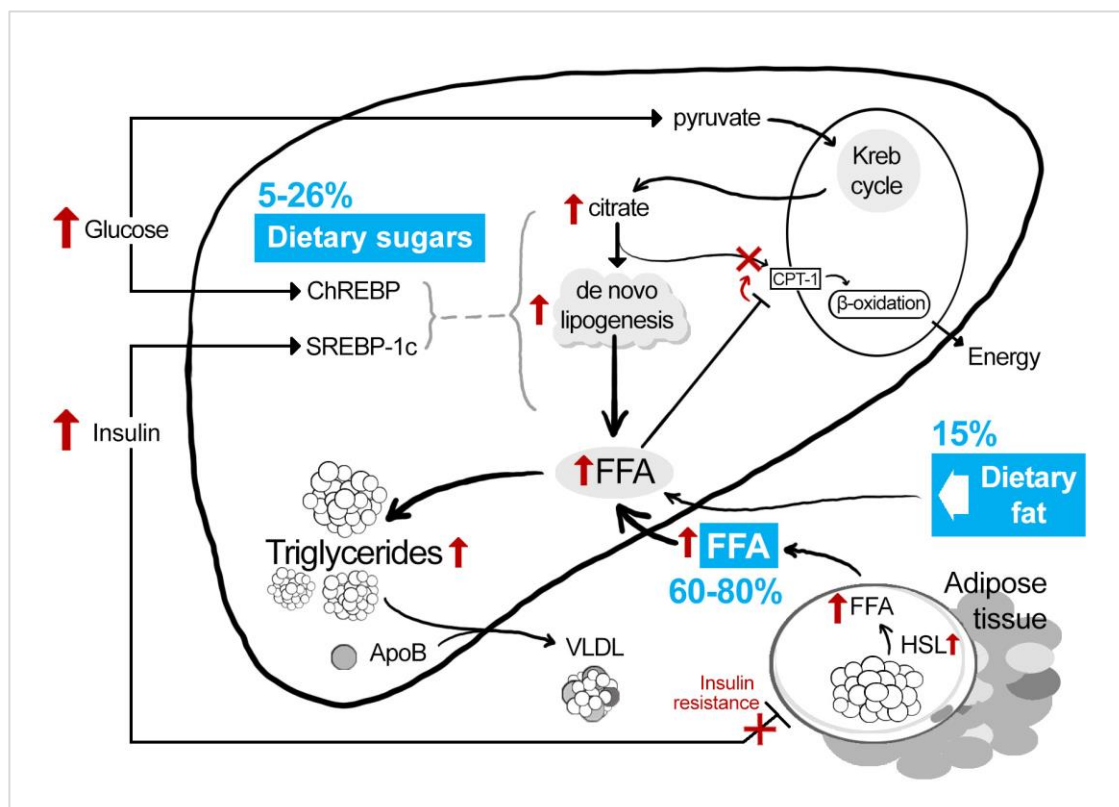 pyruvate
Kreb
cycle
5-26%
Dietary sugars
Glucose
citrate
ChREBP
de novo
lipogenesis
CPT-1
β-oxidation
SREBP-1c
Energy
Insulin
15%
Dietary
fat
FFA
Triglycerides
FFA
60-80%
Adipose
tissue
FFA
HSL
ApoB
VLDL
Insulin
resistance